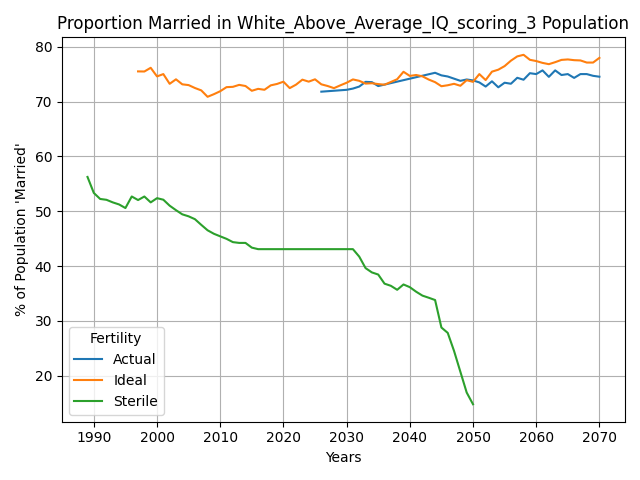 Proportion Married in White_Above_Average_IQ_scoring_3 Population
% of Population 'Married'
80
70
60
50
40
30
20
Fertility
Actual
Ideal
Sterile
1990 2000 2010 2020 2030 2040 2050 2060 2070
Years